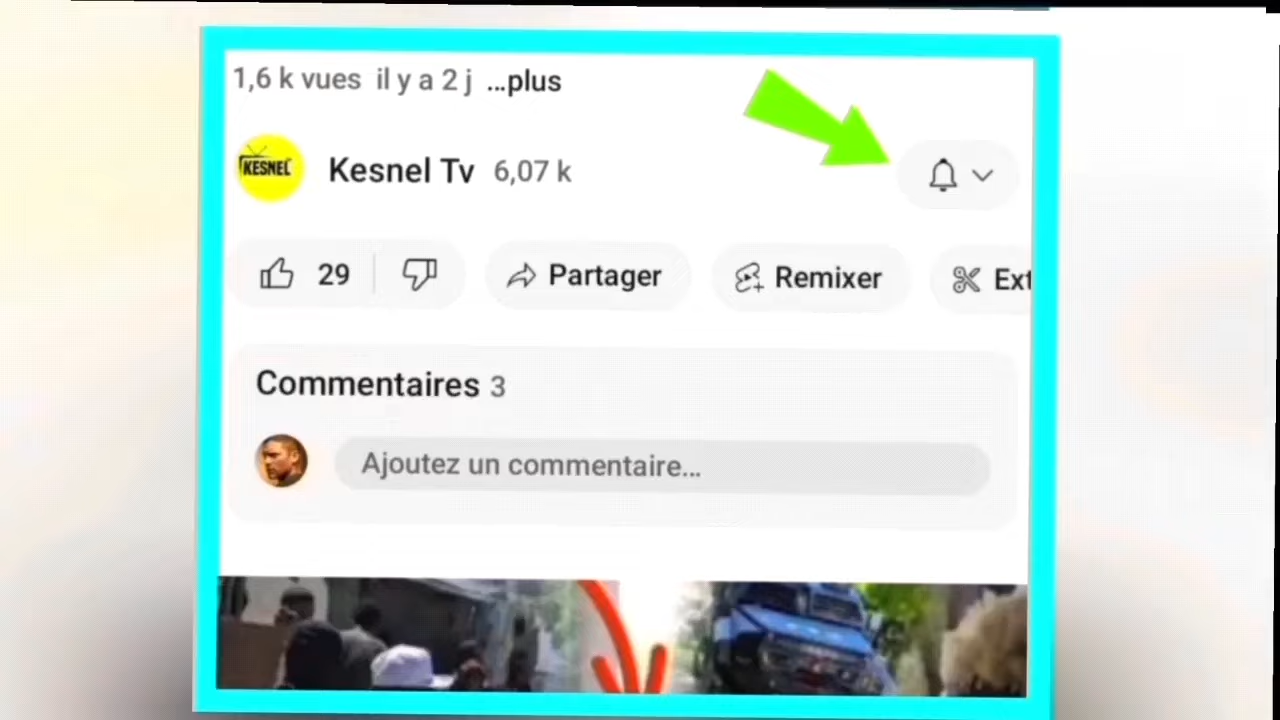 1,6 k vues il y a 2 j ...plus
KESNEL
Kesnel Tv 6,07 k
29 Partager Remixer Ext
Commentaires 3
Ajoutez un commentaire...